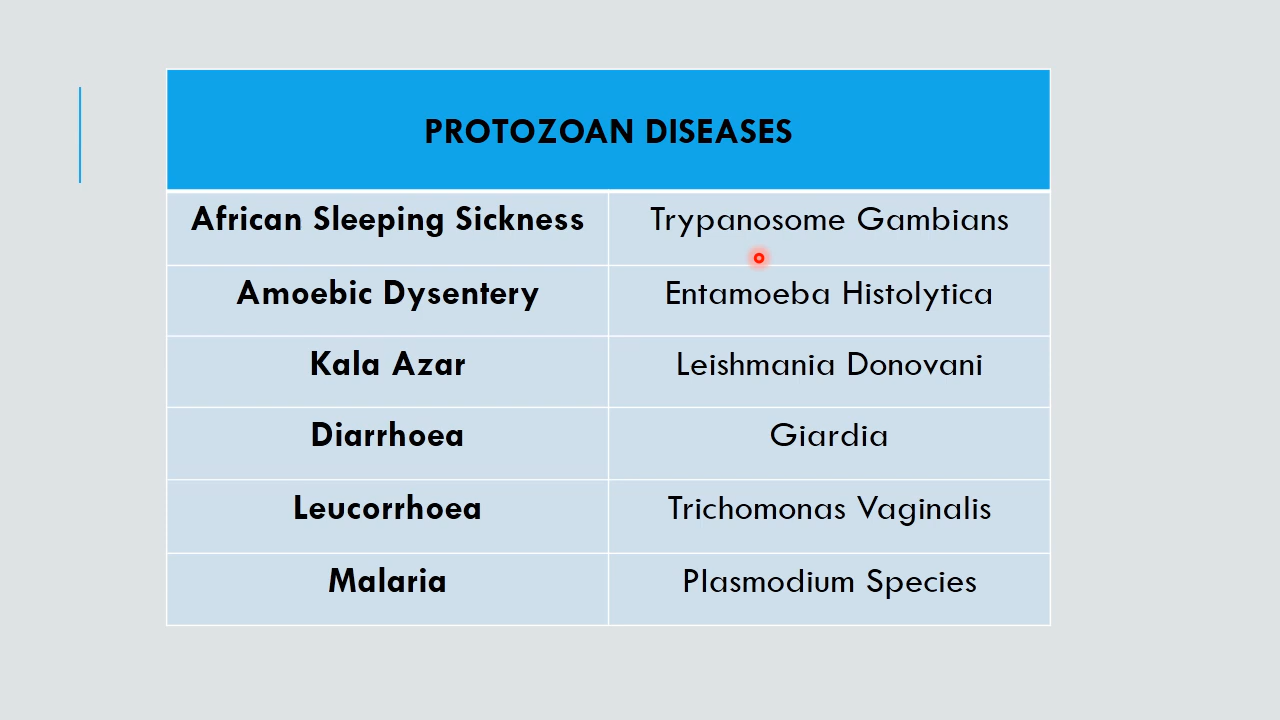 PROTOZOAN DISEASES
African Sleeping Sickness Trypanosome Gambians
Amoebic Dysentery Entamoeba Histolytica
Kala Azar Leishmania Donovani
Diarrhoea Giardia
Leucorrhoea Trichomonas Vaginalis
Malaria Plasmodium Species